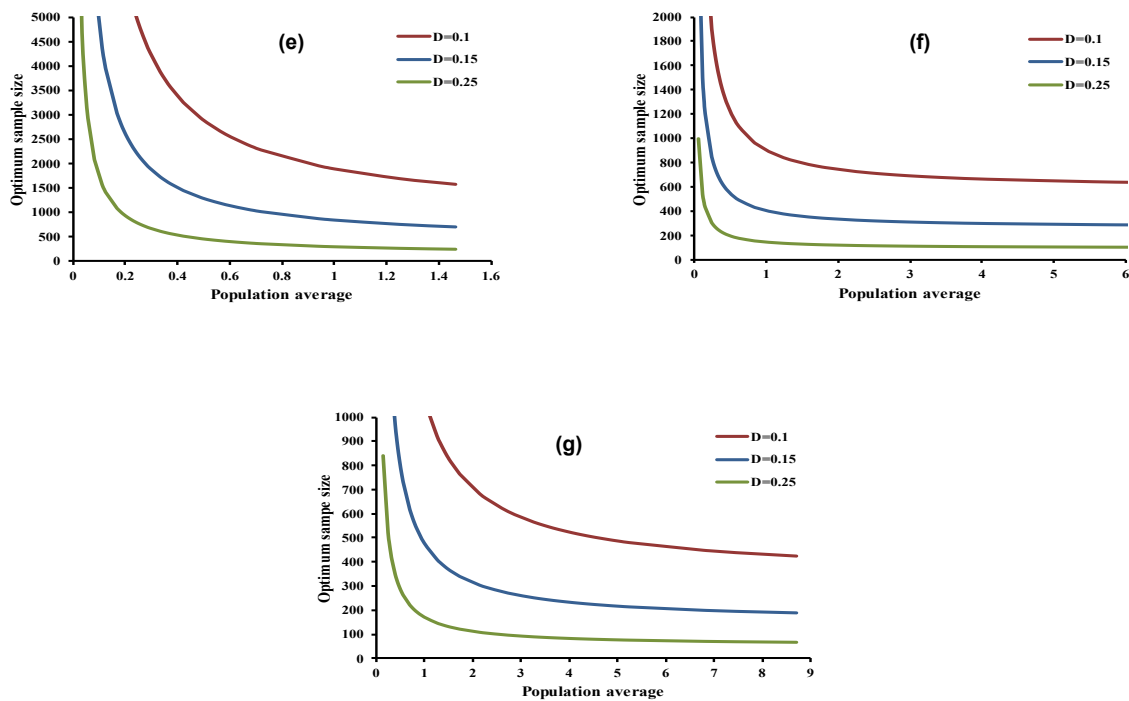 (e)
D=0.1
D=0.15
D=0.25
Optimum sample size
5000
4500
4000
3500
3000
2500
2000
1500
1000
500
0
0 0.2 0.4 0.6 0.8 1 1.2 1.4 1.6
Population average
(f)
D=0.1
D=0.15
D=0.25
Optimum sample size
2000
1800
1600
1400
1200
1000
800
600
400
200
0
0 1 2 3 4 5 6
Population average
(g)
D=0.1
D=0.15
D=0.25
Optimum sampe size
1000
900
800
700
600
500
400
300
200
100
0
0 1 2 3 4 5 6 7 8 9
Population average